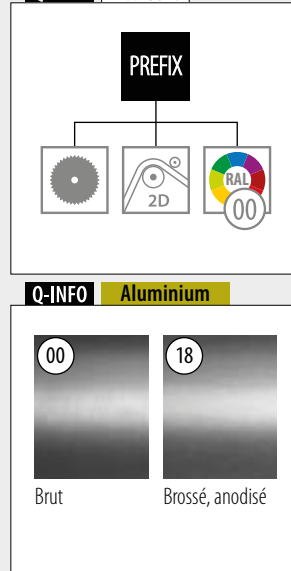 PREFIX
2D
RAL
00
Q-INFO Aluminium
00
18
Brut
Brossé, anodisé